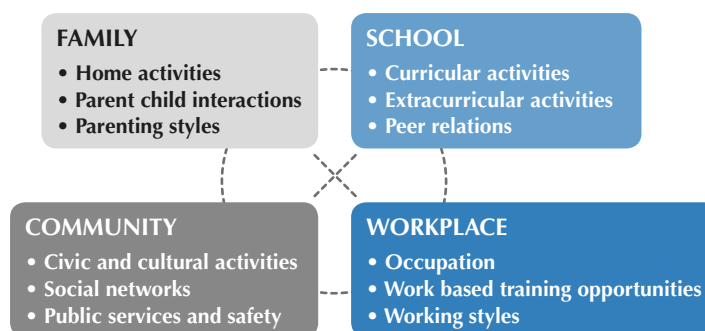 FAMILY
• Home activities
• Parent child interactions
• Parenting styles
SCHOOL
• Curricular activities
• Extracurricular activities
• Peer relations
COMMUNITY
• Civic and cultural activities
• Social networks
• Public services and safety
WORKPLACE
• Occupation
• Work based training opportunities
• Working styles